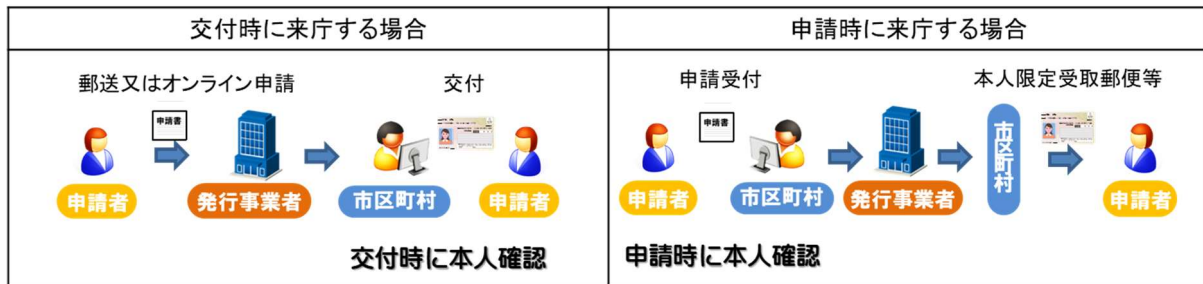 交付時に来庁する場合
郵送又はオンライン申請
交付
申請書
申請者
発行事業者
市区町村
申請者
交付時に本人確認
申請時に来庁する場合
申請受付
本人限定受取郵便等
申請書
申請者
市区町村
発行事業者
市区町村
申請者
申請時に本人確認